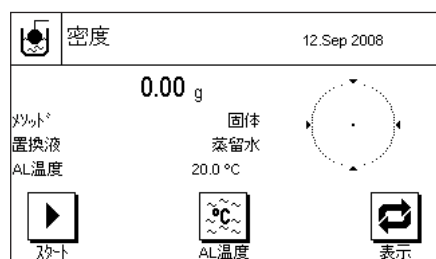 密度 12.Sep 2008
0.00 g
ﾒｿｯﾄﾞ 固体
置換液 蒸留水
AL温度 20.0 °C
°C
ｽﾀｰﾄ AL温度 表示